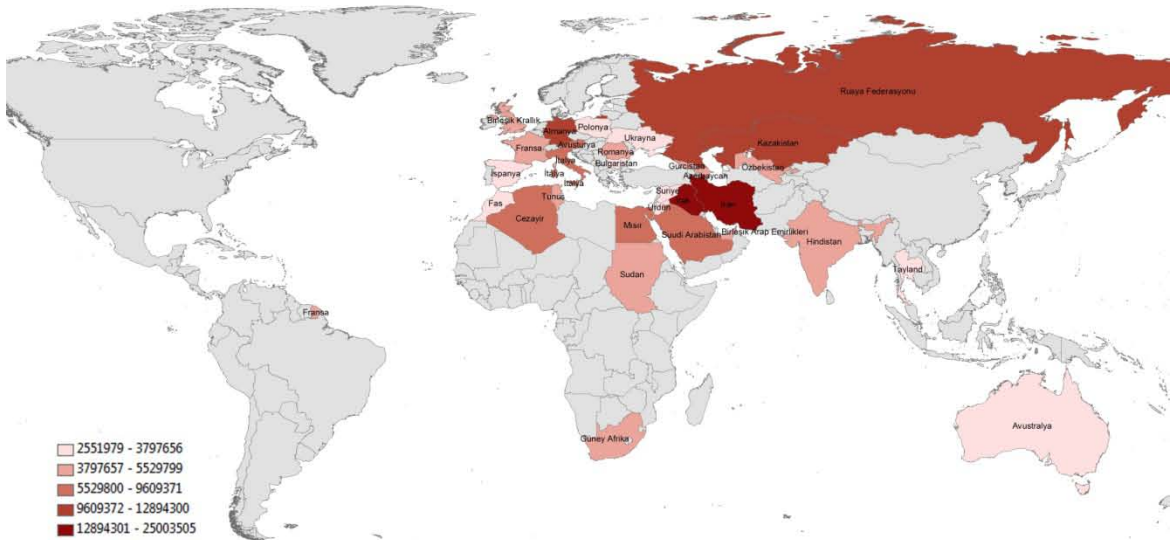 Rusya Federasyonu
Birleşik Krallık
Polonya
Almanya
Ukrayna
Avusturya
Kazakistan
Fransa
Romanya
İtalya
Gürcistan
Özbekistan
Bulgaristan
İspanya
İtalya
Azerbaycan
İtalya
Suriye
Tunus
Irak
İran
Fas
Ürdün
Cezayir
Mısır
Suudi Arabistan
Birleşik Arap Emirlikleri
Hindistan
Sudan
Tayland
Fransa
Avustralya
Güney Afrika
2551979 - 3797656
3797657 - 5529799
5529800 - 9609371
9609372 - 12894300
12894301 - 25003505